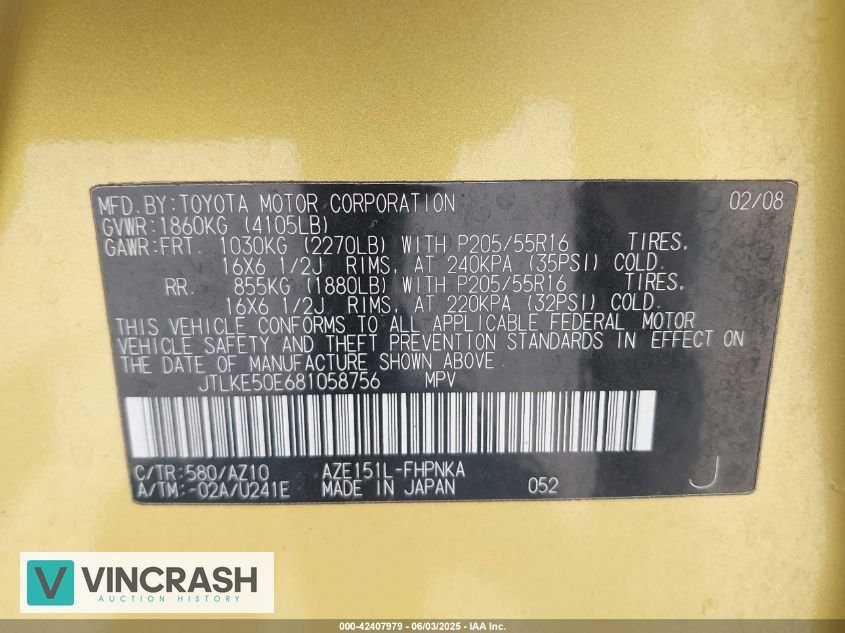 MFD.BY:TOYOTA MOTOR CORPORATION 02/08
GVWR:1860KG (4105LB)
GAWR:FRT. 1030KG (2270LB) WITH P205/55R16 TIRES,
16X6 1/2J RIMS, AT 240KPA (35PSI) COLD.
RR. 855KG (1880LB) WITH P205/55R16 TIRES,
16X6 1/2J RIMS, AT 220KPA (32PSI) COLD.
THIS VEHICLE CONFORMS TO ALL APPLICABLE FEDERAL MOTOR
VEHICLE SAFETY AND THEFT PREVENTION STANDARDS IN EFFECT ON
THE DATE OF MANUFACTURE SHOWN ABOVE.
JTLKE50E681058756 MPV
C/TR:580/AZ10 AZE151L-FHPNKA
A/TM:-02A/U241E MADE IN JAPAN 052 J
V VINCRASH
AUCTION HISTORY
000-42407979 - 06/03/2025 - IAA Inc.